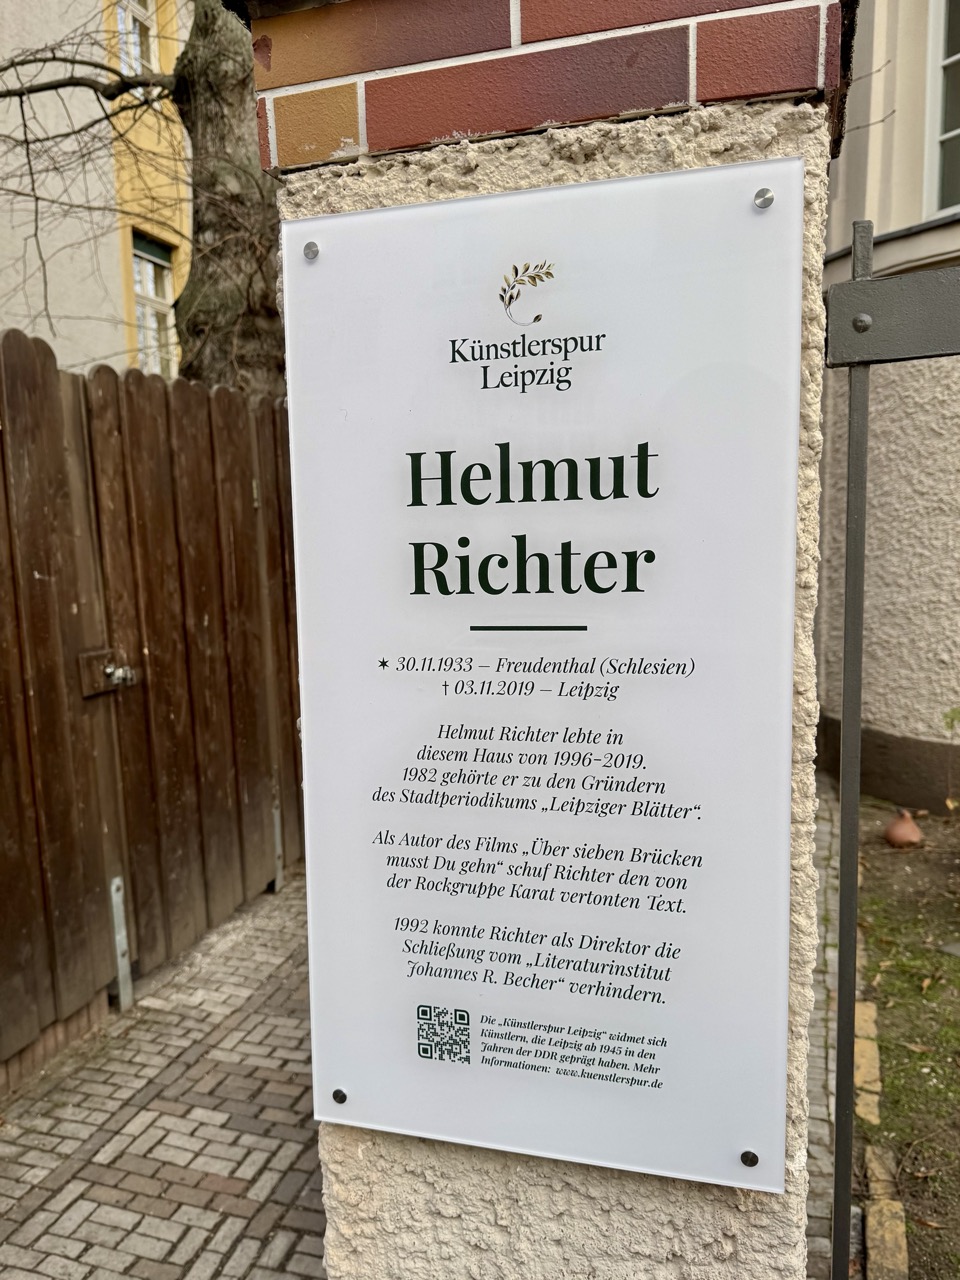 Künstlerspur
Leipzig
Helmut
Richter
✶ 30.11.1933 – Freudenthal (Schlesien)
† 03.11.2019 – Leipzig
Helmut Richter lebte in
diesem Haus von 1996-2019.
1982 gehörte er zu den Gründern
des Stadtperiodikums „Leipziger Blätter“.
Als Autor des Films „Über sieben Brücken
musst Du gehn“ schuf Richter den von
der Rockgruppe Karat vertonten Text.
1992 konnte Richter als Direktor die
Schließung vom „Literaturinstitut
Johannes R. Becher“ verhindern.
Die „Künstlerspur Leipzig“ widmet sich
Künstlern, die Leipzig ab 1945 in den
Jahren der DDR geprägt haben. Mehr
Informationen: www.kuenstlerspur.de